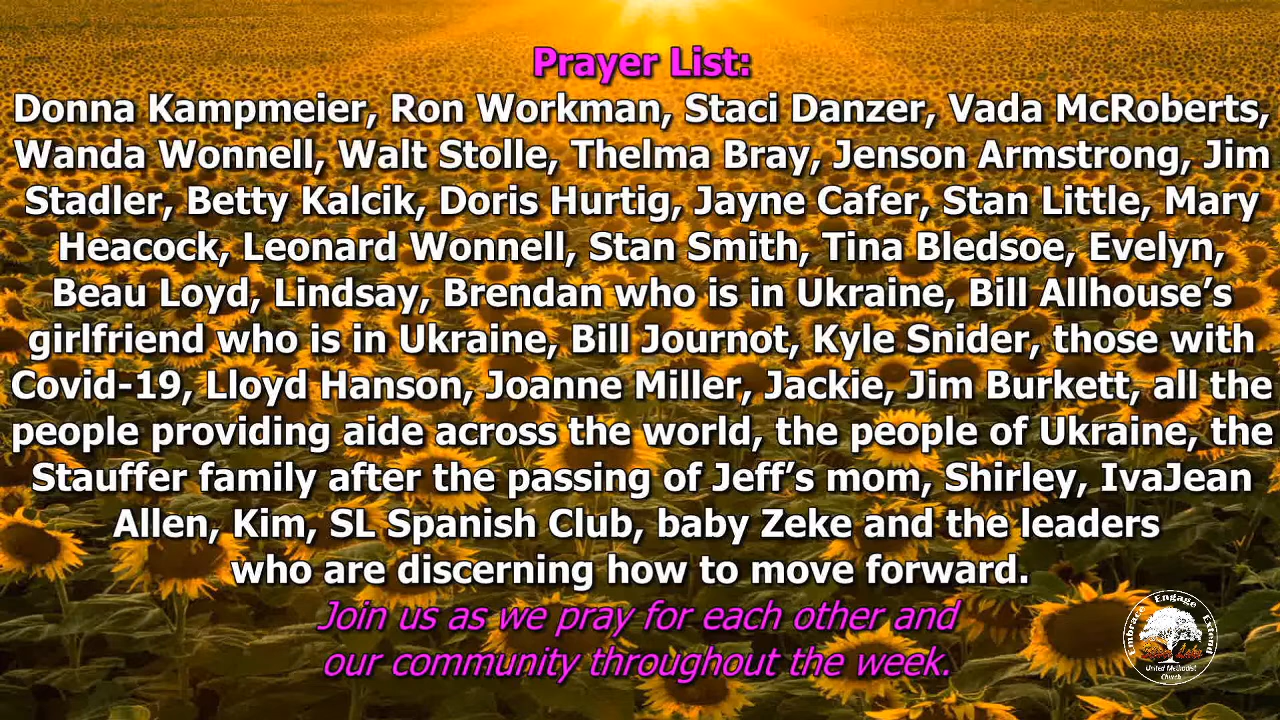 Prayer List:
Donna Kampmeier, Ron Workman, Staci Danzer, Vada McRoberts,
Wanda Wonnell, Walt Stolle, Thelma Bray, Jenson Armstrong, Jim
Stadler, Betty Kalcik, Doris Hurtig, Jayne Cafer, Stan Little, Mary
Heacock, Leonard Wonnell, Stan Smith, Tina Bledsoe, Evelyn,
Beau Loyd, Lindsay, Brendan who is in Ukraine, Bill Allhouse’s
girlfriend who is in Ukraine, Bill Journot, Kyle Snider, those with
Covid-19, Lloyd Hanson, Joanne Miller, Jackie, Jim Burkett, all the
people providing aide across the world, the people of Ukraine, the
Stauffer family after the passing of Jeff’s mom, Shirley, IvaJean
Allen, Kim, SL Spanish Club, baby Zeke and the leaders
who are discerning how to move forward.
Join us as we pray for each other and
our community throughout the week.
Embrace Engage Extend
United Methodist
Church